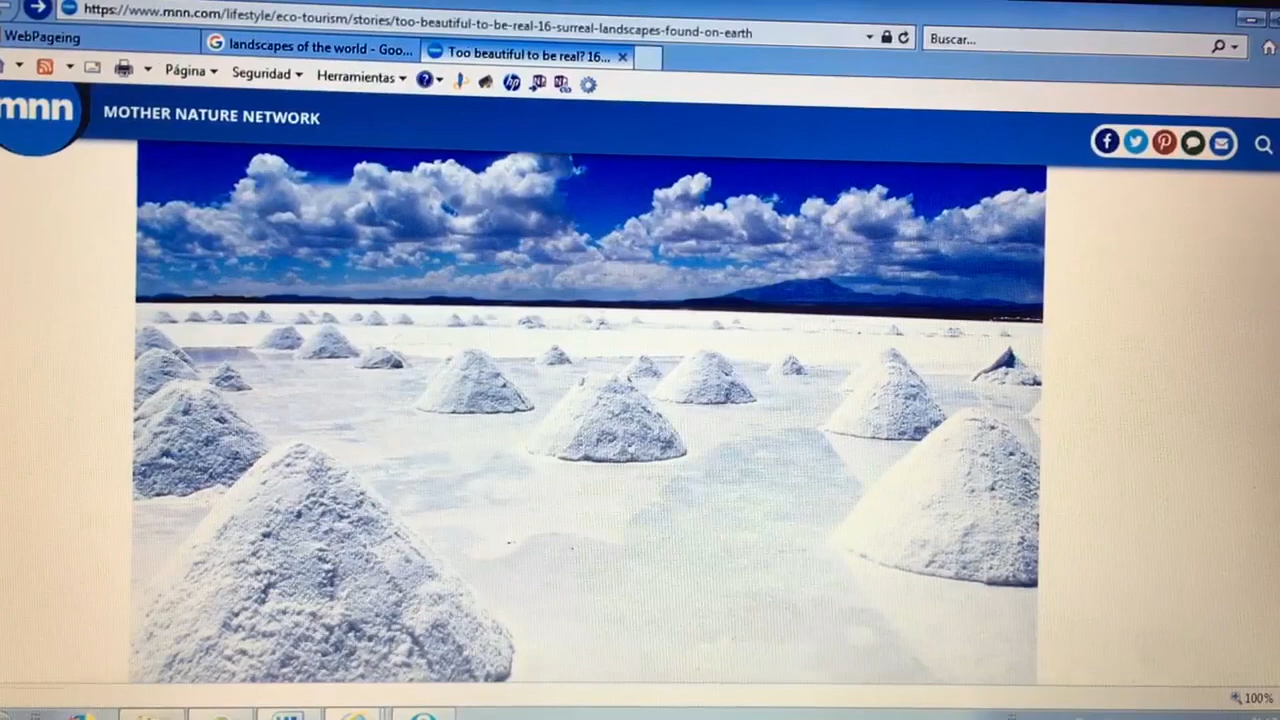 https://www.mnn.com/lifestyle/eco-tourism/stories/too-beautiful-to-be-real-16-surreal-landscapes-found-on-earth
Buscar...
WebPageing
landscapes of the world - Goo...
Too beautiful to be real? 16...
Página
Seguridad
Herramientas
mnn
MOTHER NATURE NETWORK
100%